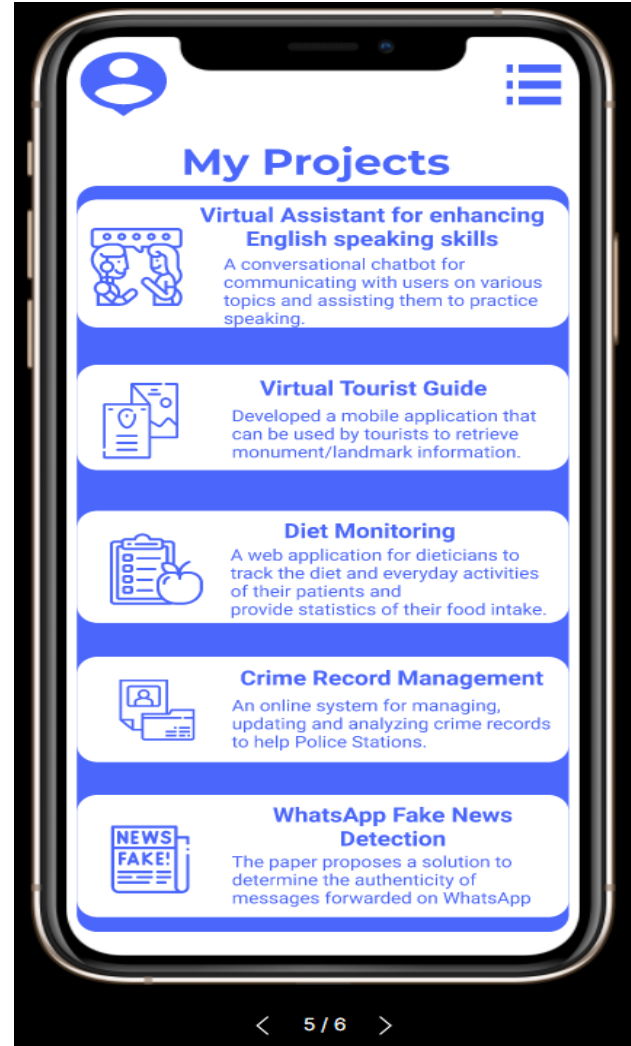 My Projects
Virtual Assistant for enhancing
English speaking skills
A conversational chatbot for
communicating with users on various
topics and assisting them to practice
speaking.
Virtual Tourist Guide
Developed a mobile application that
can be used by tourists to retrieve
monument/landmark information.
Diet Monitoring
A web application for dieticians to
track the diet and everyday activities
of their patients and
provide statistics of their food intake.
Crime Record Management
An online system for managing,
updating and analyzing crime records
to help Police Stations.
NEWS
FAKE!
WhatsApp Fake News
Detection
The paper proposes a solution to
determine the authenticity of
messages forwarded on WhatsApp
5 / 6